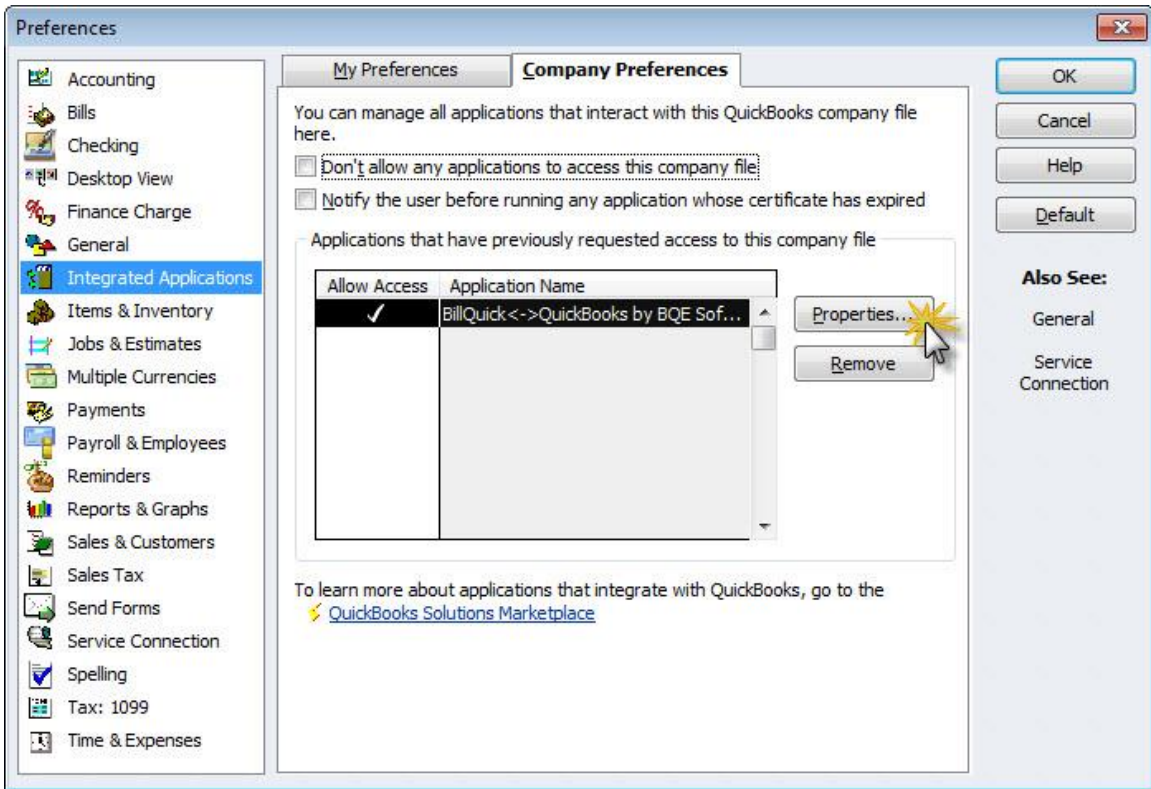 Preferences
Accounting
Bills
Checking
Desktop View
Finance Charge
General
Integrated Applications
Items & Inventory
Jobs & Estimates
Multiple Currencies
Payments
Payroll & Employees
Reminders
Reports & Graphs
Sales & Customers
Sales Tax
Send Forms
Service Connection
Spelling
Tax: 1099
Time & Expenses
My Preferences
Company Preferences
You can manage all applications that interact with this QuickBooks company file
here.
Don't allow any applications to access this company file
Notify the user before running any application whose certificate has expired
Applications that have previously requested access to this company file
Allow Access Application Name
BillQuick<->QuickBooks by BQE Sof...
Properties...
Remove
To learn more about applications that integrate with QuickBooks, go to the
QuickBooks Solutions Marketplace
OK
Cancel
Help
Default
Also See:
General
Service
Connection